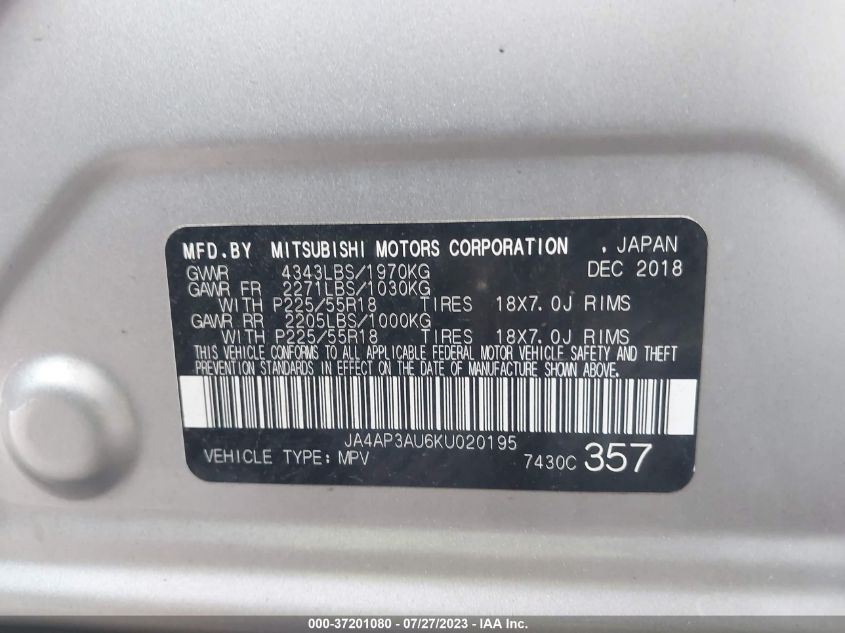 MFD.BY MITSUBISHI MOTORS CORPORATION , JAPAN
GVWR 4343LBS/1970KG DEC 2018
GAWR FR 2271LBS/1030KG
WITH P225/55R18 TIRES 18X7.0J RIMS
GAWR RR 2205LBS/1000KG
WITH P225/55R18 TIRES 18X7.0J RIMS
THIS VEHICLE CONFORMS TO ALL APPLICABLE FEDERAL MOTOR VEHICLE SAFETY AND THEFT
PREVENTION STANDARDS IN EFFECT ON THE DATE OF MANUFACTURE SHOWN ABOVE.
JA4AP3AU6KU020195
VEHICLE TYPE: MPV 7430C 357
000-37201080 - 07/27/2023 - IAA Inc.